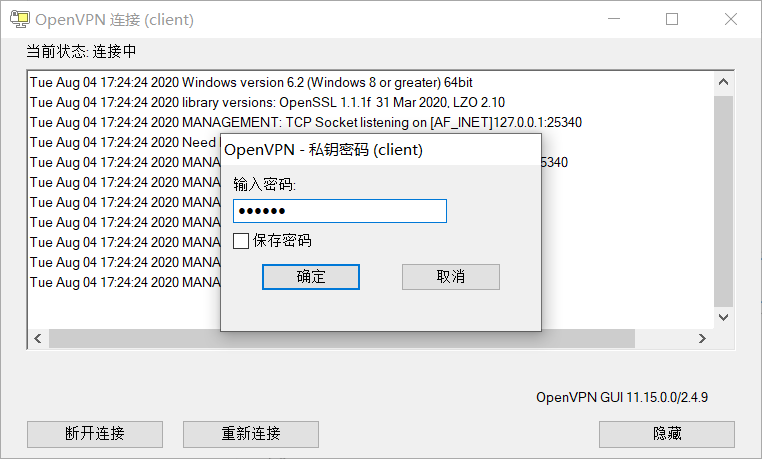 OpenVPN 连接 (client)
当前状态: 连接中
Tue Aug 04 17:24:24 2020 Windows version 6.2 (Windows 8 or greater) 64bit
Tue Aug 04 17:24:24 2020 library versions: OpenSSL 1.1.1f 31 Mar 2020, LZO 2.10
Tue Aug 04 17:24:24 2020 MANAGEMENT: TCP Socket listening on [AF_INET]127.0.0.1:25340
Tue Aug 04 17:24:24 2020 Need
Tue Aug 04 17:24:24 2020 MANA 5340
Tue Aug 04 17:24:24 2020 MANA
Tue Aug 04 17:24:24 2020 MANA
Tue Aug 04 17:24:24 2020 MANA
Tue Aug 04 17:24:24 2020 MANA
Tue Aug 04 17:24:24 2020 MANA
Tue Aug 04 17:24:24 2020 MANA
OpenVPN - 私钥密码 (client)
输入密码:
保存密码
确定 取消
OpenVPN GUI 11.15.0.0/2.4.9
断开连接 重新连接 隐藏